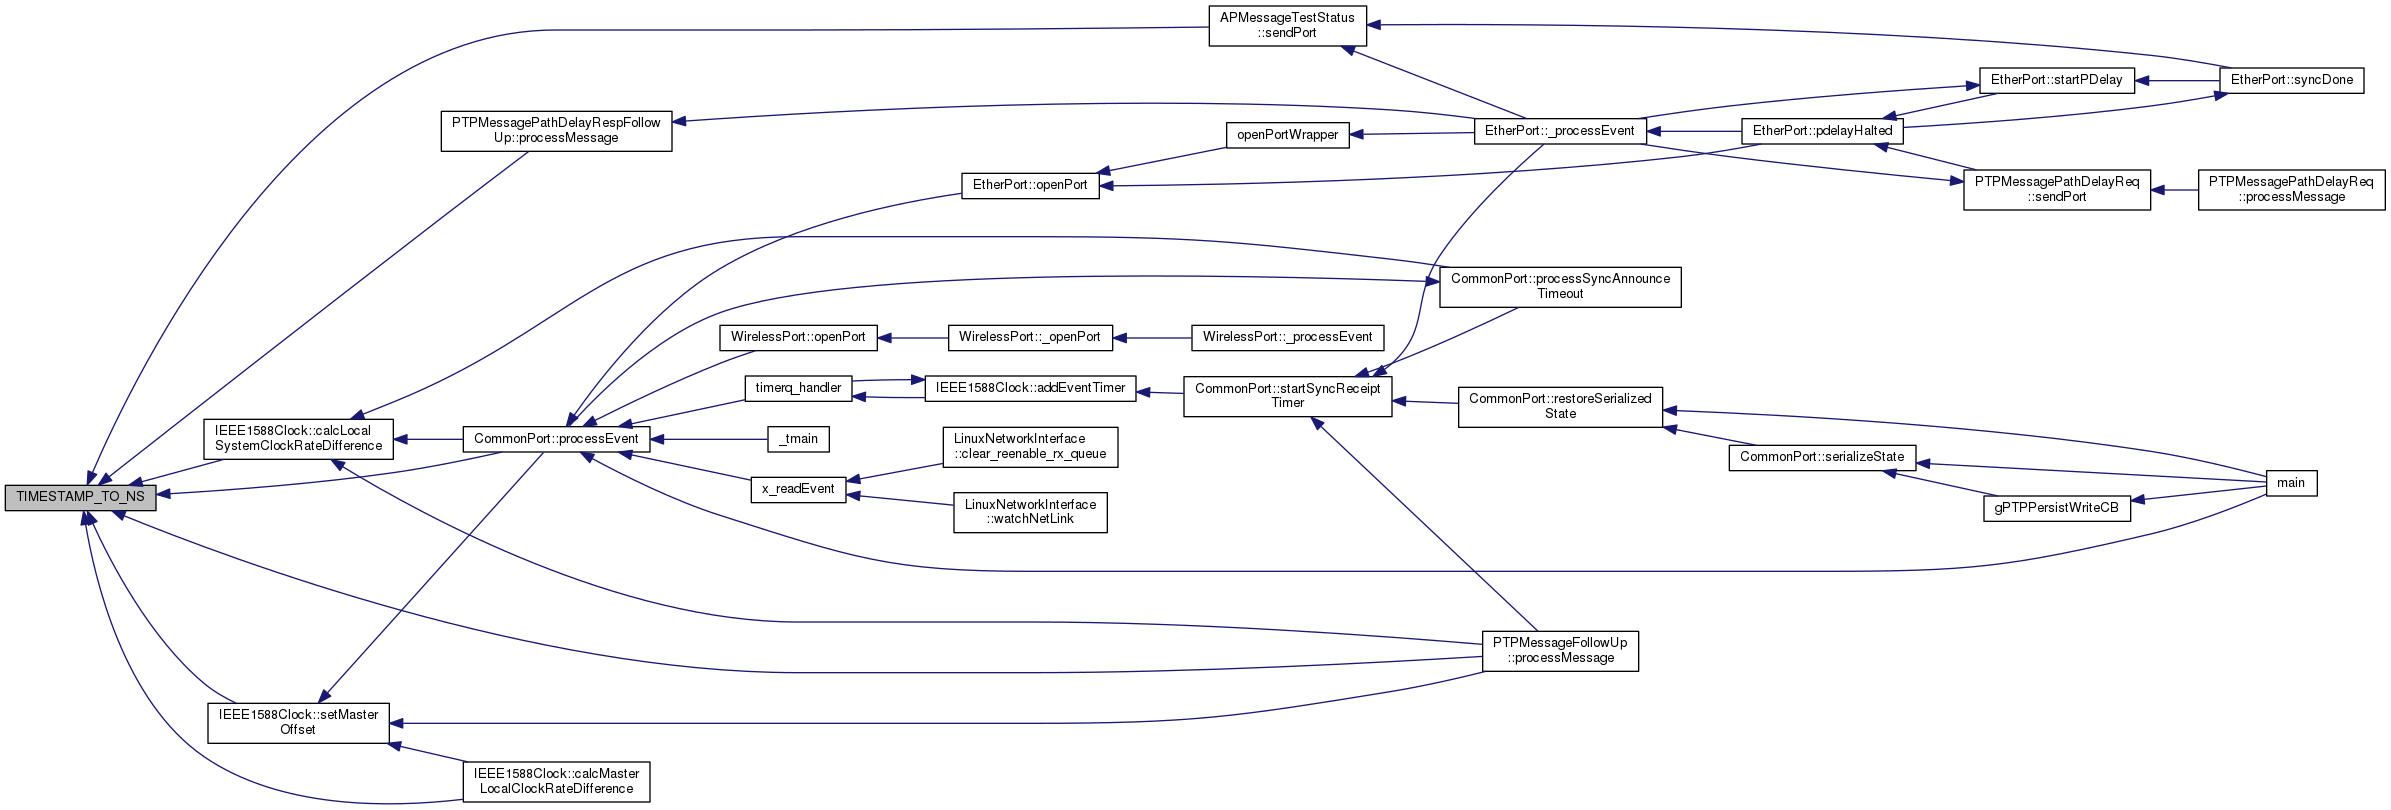 APMessageTestStatus
::sendPort
EtherPort::startPDelay
EtherPort::syncDone
PTPMessagePathDelayRespFollow
Up::processMessage
openPortWrapper
EtherPort::_processEvent
EtherPort::pdelayHalted
EtherPort::openPort
PTPMessagePathDelayReq
::sendPort
PTPMessagePathDelayReq
::processMessage
CommonPort::processSyncAnnounce
Timeout
WirelessPort::openPort
WirelessPort::_openPort
WirelessPort::_processEvent
timerq_handler
IEEE1588Clock::addEventTimer
CommonPort::startSyncReceipt
Timer
CommonPort::restoreSerialized
State
IEEE1588Clock::calcLocal
SystemClockRateDifference
CommonPort::processEvent
_tmain
LinuxNetworkInterface
::clear_reenable_rx_queue
CommonPort::serializeState
main
TIMESTAMP_TO_NS
x_readEvent
LinuxNetworkInterface
::watchNetLink
gPTPPersistWriteCB
PTPMessageFollowUp
::processMessage
IEEE1588Clock::setMaster
Offset
IEEE1588Clock::calcMaster
LocalClockRateDifference